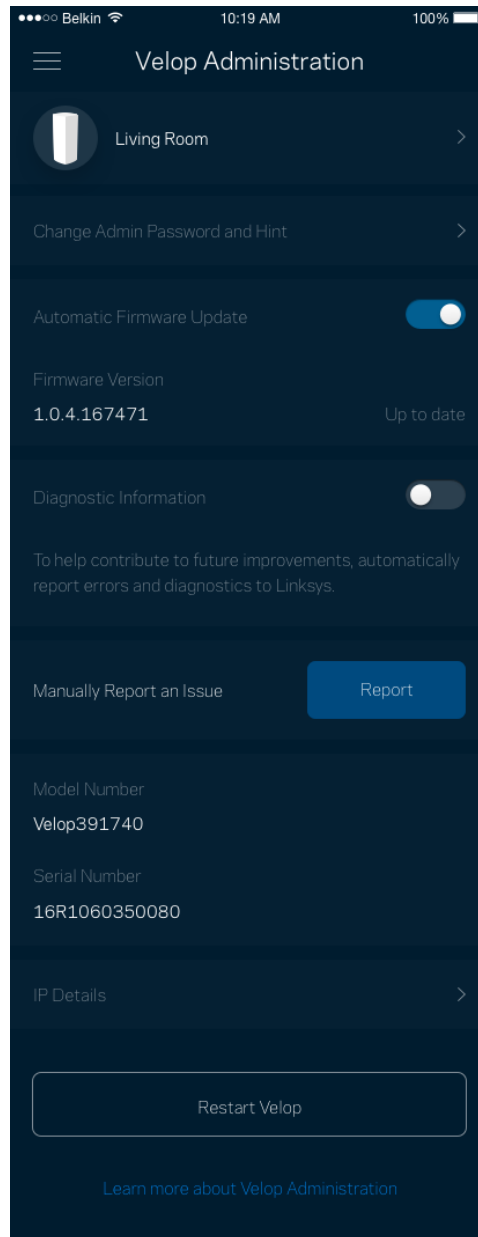 Belkin 10:19 AM 100%
Velop Administration
Living Room
Change Admin Password and Hint
Automatic Firmware Update
Firmware Version
1.0.4.167471 Up to date
Diagnostic Information
To help contribute to future improvements, automatically
report errors and diagnostics to Linksys.
Manually Report an Issue Report
Model Number
Velop391740
Serial Number
16R1060350080
IP Details
Restart Velop
Learn more about Velop Administration